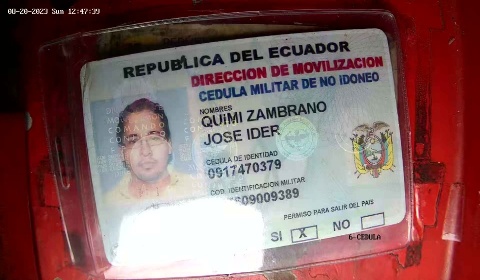 08-20-2023 Sun 12:47:39
REPUBLICA DEL ECUADOR
DIRECCION DE MOVILIZACION
CEDULA MILITAR DE NO IDONEO
NOMBRES
QUIMI ZAMBRANO
JOSE IDER
CEDULA DE IDENTIDAD
0917470379
COD. IDENTIFICACION MILITAR
609009389
PERMISO PARA SALIR DEL PAIS
SI X NO
6-CEDULA